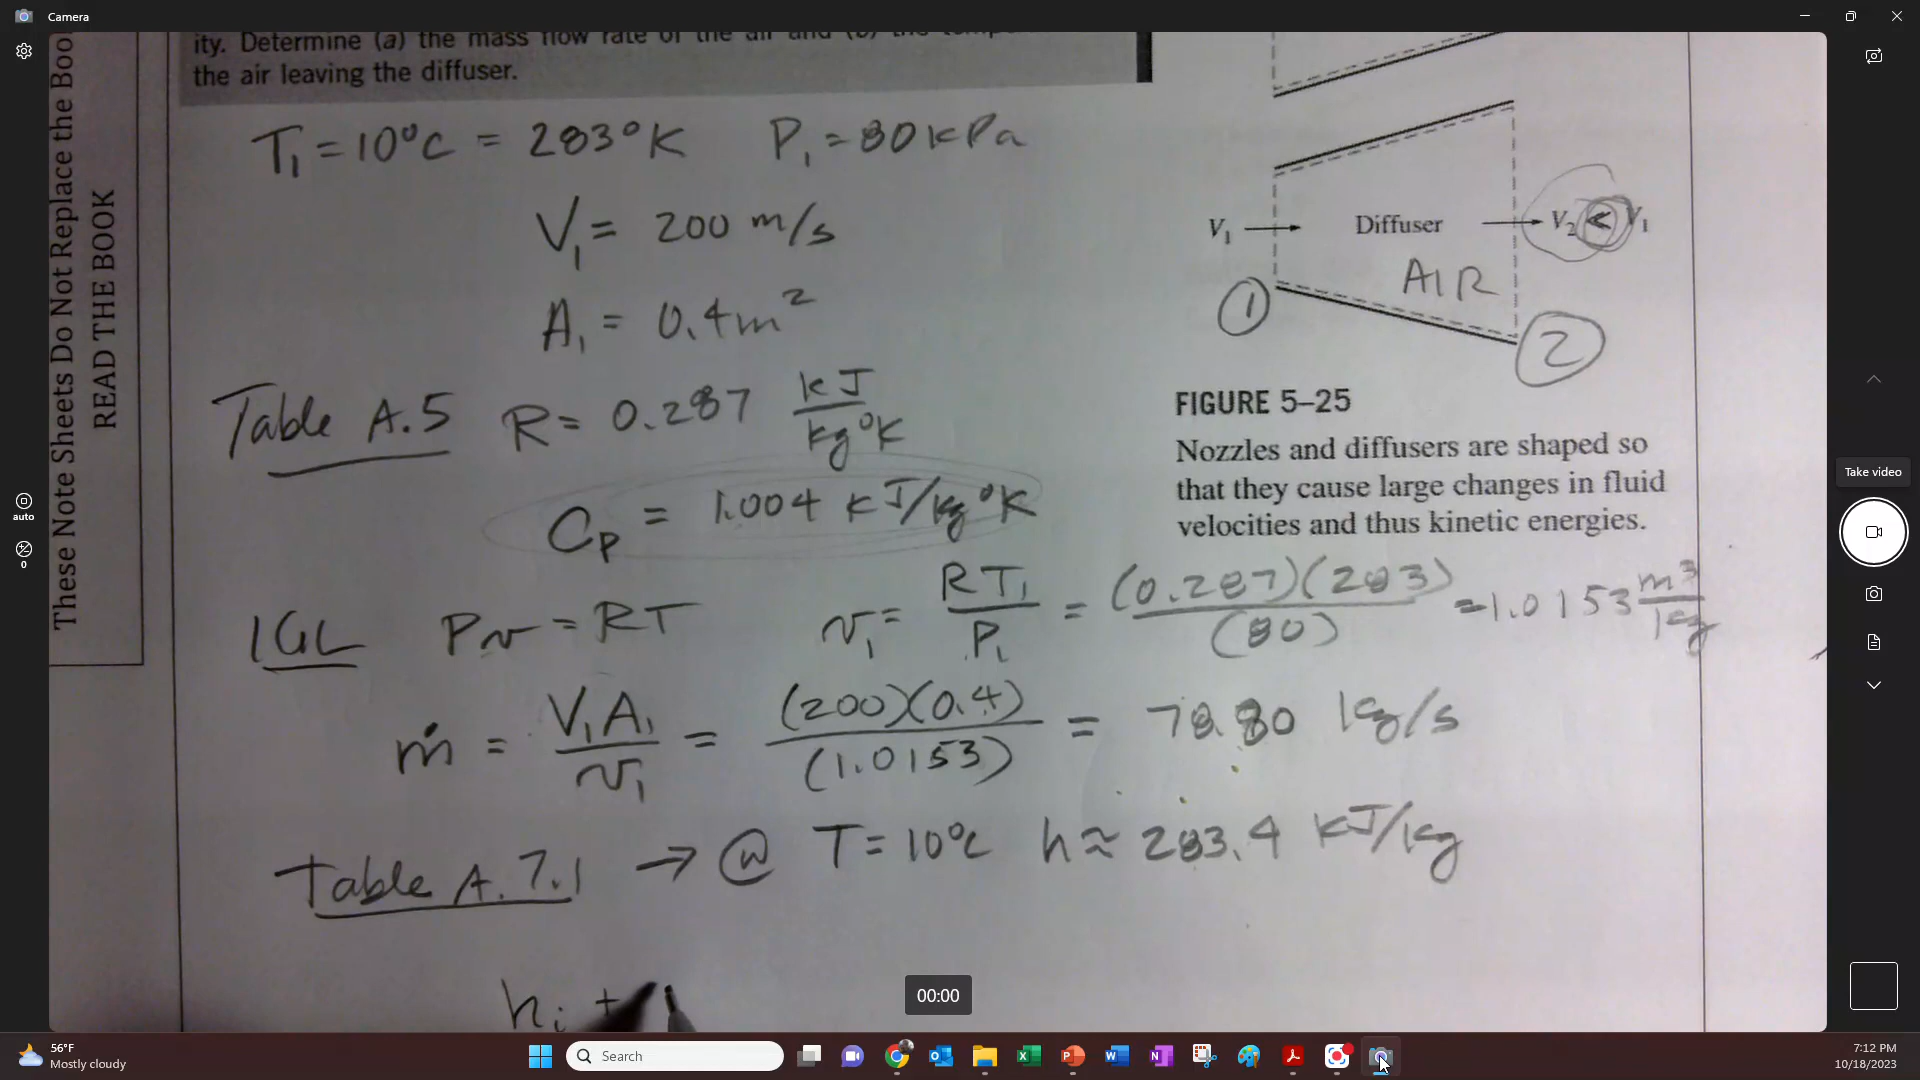 Camera
ity. Determine (a) the mass flow rate of the air and (b) the
the air leaving the diffuser.
These Note Sheets Do Not Replace the Boo
READ THE BOOK
T₁ = 10°C = 283°K P₁ = 80 kPa
V₁ = 200 m/s
A₁ = 0.4 m²
V₁ → Diffuser → V₂ < V₁
AIR
① ②
Table A.5 R = 0.287 kJ/kg°K
Cp = 1.004 kJ/kg°K
FIGURE 5–25
Nozzles and diffusers are shaped so
that they cause large changes in fluid
velocities and thus kinetic energies.
IGL Pv = RT v₁ = RT₁/P₁ = (0.287)(283)/(80) = 1.0153 m³/kg
ṁ = V₁A₁/v₁ = (200)(0.4)/(1.0153) = 78.80 kg/s
Table A.7.1 → @ T = 10°C h ≈ 283.4 kJ/kg
hᵢ +
00:00
Take video
auto
0
56°F
Mostly cloudy
Search
7:12 PM
10/18/2023